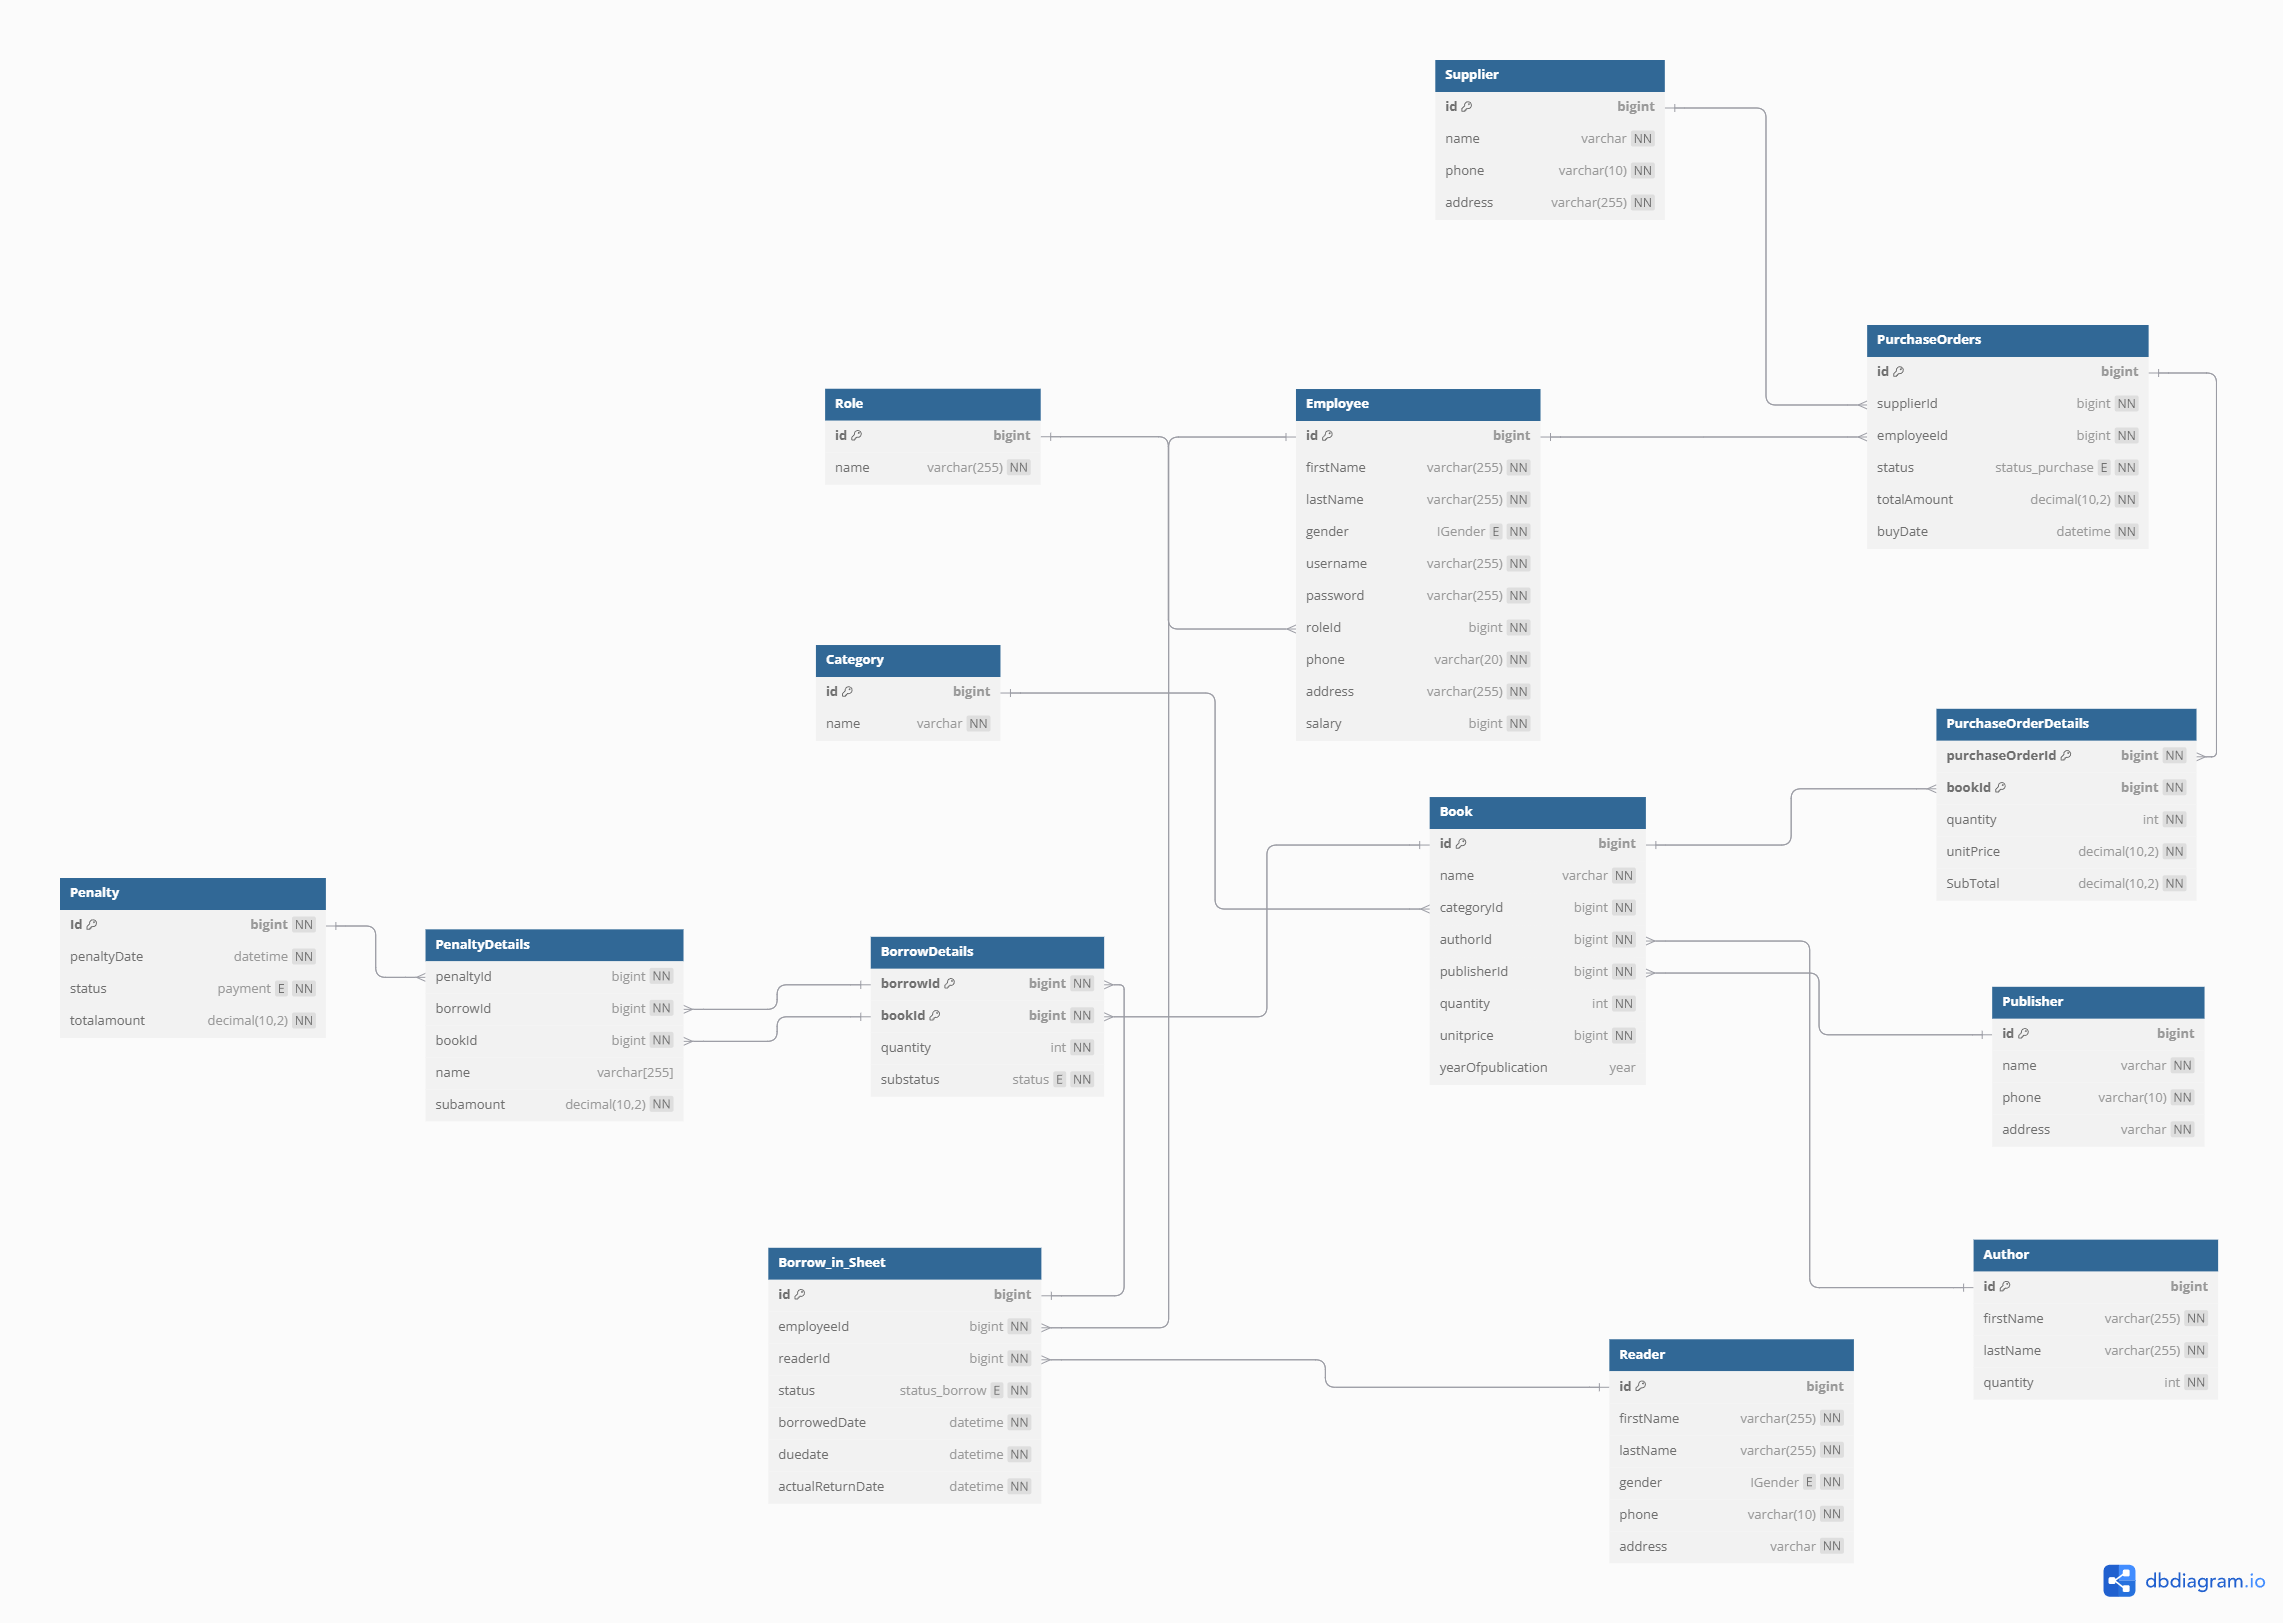 Supplier
id bigint
name varchar NN
phone varchar(10) NN
address varchar(255) NN
PurchaseOrders
id bigint
supplierId bigint NN
employeeId bigint NN
status status_purchase E NN
totalAmount decimal(10,2) NN
buyDate datetime NN
Role
id bigint
name varchar(255) NN
Employee
id bigint
firstName varchar(255) NN
lastName varchar(255) NN
gender IGender E NN
username varchar(255) NN
password varchar(255) NN
roleId bigint NN
phone varchar(20) NN
address varchar(255) NN
salary bigint NN
Category
id bigint
name varchar NN
PurchaseOrderDetails
purchaseOrderId bigint NN
bookId bigint NN
quantity int NN
unitPrice decimal(10,2) NN
SubTotal decimal(10,2) NN
Book
id bigint
name varchar NN
categoryId bigint NN
authorId bigint NN
publisherId bigint NN
quantity int NN
unitprice bigint NN
yearOfpublication year
Penalty
Id bigint NN
penaltyDate datetime NN
status payment E NN
totalamount decimal(10,2) NN
PenaltyDetails
penaltyId bigint NN
borrowId bigint NN
bookId bigint NN
name varchar[255]
subamount decimal(10,2) NN
BorrowDetails
borrowId bigint NN
bookId bigint NN
quantity int NN
substatus status E NN
Publisher
id bigint
name varchar NN
phone varchar(10) NN
address varchar NN
Borrow_in_Sheet
id bigint
employeeId bigint NN
readerId bigint NN
status status_borrow E NN
borrowedDate datetime NN
duedate datetime NN
actualReturnDate datetime NN
Author
id bigint
firstName varchar(255) NN
lastName varchar(255) NN
quantity int NN
Reader
id bigint
firstName varchar(255) NN
lastName varchar(255) NN
gender IGender E NN
phone varchar(10) NN
address varchar NN
dbdiagram.io